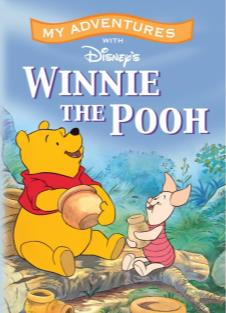 MY ADVENTURES
WITH
Disney's
WINNIE
THE POOH